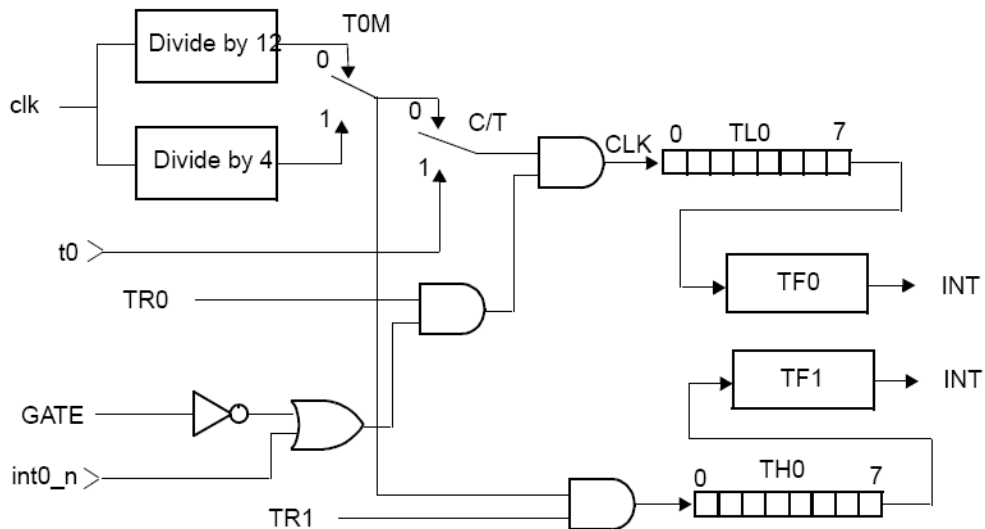 T0M
Divide by 12
0
clk
0
C/T
1
Divide by 4
1
CLK
0 TL0 7
t0
TR0
TF0
INT
TF1
INT
GATE
int0_n
0 TH0 7
TR1